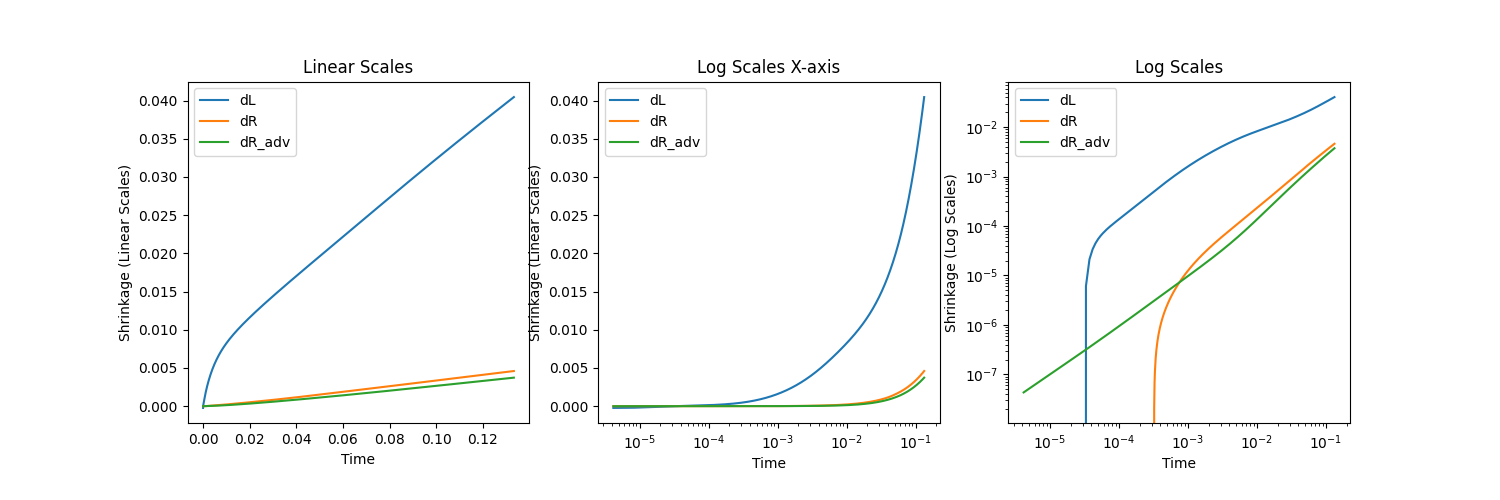 Linear Scales
dL
dR
dR_adv
Shrinkage (Linear Scales)
0.040
0.035
0.030
0.025
0.020
0.015
0.010
0.005
0.000
0.00 0.02 0.04 0.06 0.08 0.10 0.12
Time
Log Scales X-axis
dL
dR
dR_adv
Shrinkage (Linear Scales)
0.040
0.035
0.030
0.025
0.020
0.015
0.010
0.005
0.000
10⁻⁵ 10⁻⁴ 10⁻³ 10⁻² 10⁻¹
Time
Log Scales
dL
dR
dR_adv
Shrinkage (Log Scales)
10⁻²
10⁻³
10⁻⁴
10⁻⁵
10⁻⁶
10⁻⁷
10⁻⁵ 10⁻⁴ 10⁻³ 10⁻² 10⁻¹
Time